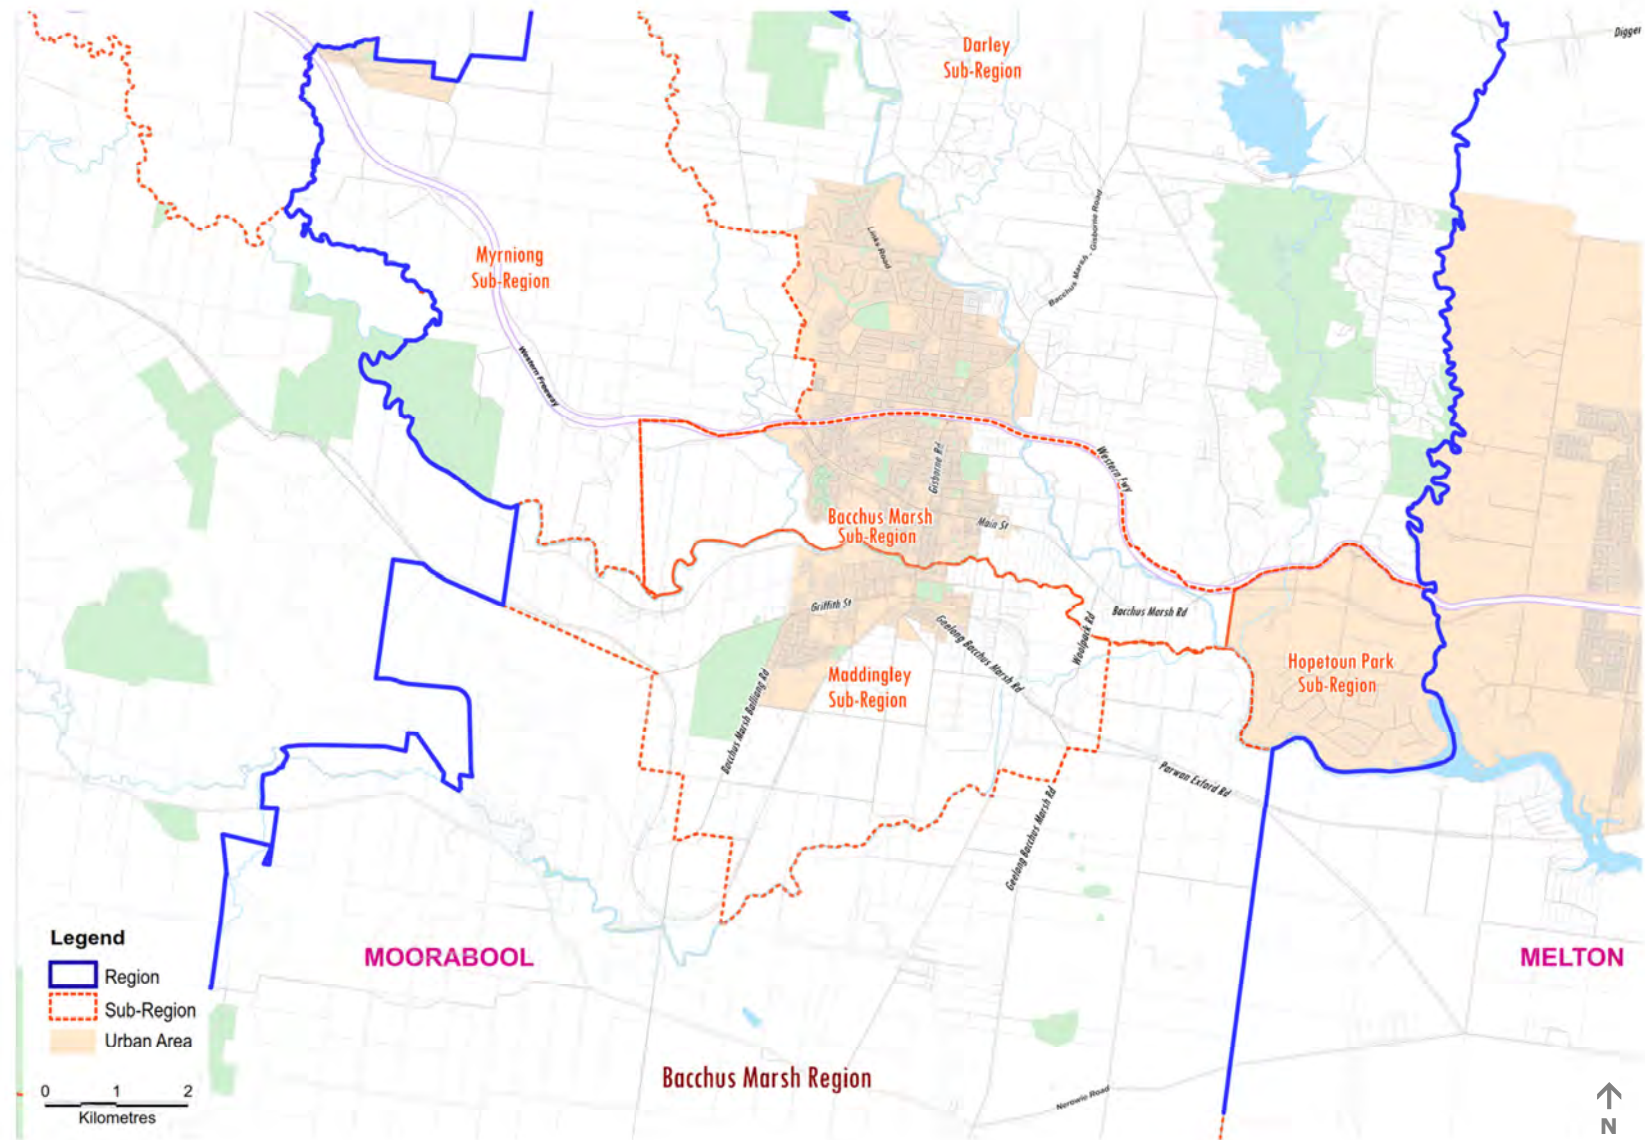 Digger
Darley
Sub-Region
Links Road
Bacchus Marsh - Gisborne Road
Myrniong
Sub-Region
Western Freeway
Gisborne Rd
Western Fwy
Bacchus Marsh
Sub-Region
Main St
Griffith St
Bacchus Marsh Rd
Woolpack Rd
Geelong Bacchus Marsh Rd
Hopetoun Park
Sub-Region
Maddingley
Sub-Region
Bacchus Marsh Balliang Rd
Parwan Exford Rd
Geelong Bacchus Marsh Rd
Legend
Region
Sub-Region
Urban Area
0 1 2
Kilometres
MOORABOOL
MELTON
Bacchus Marsh Region
Nerowie Road
N